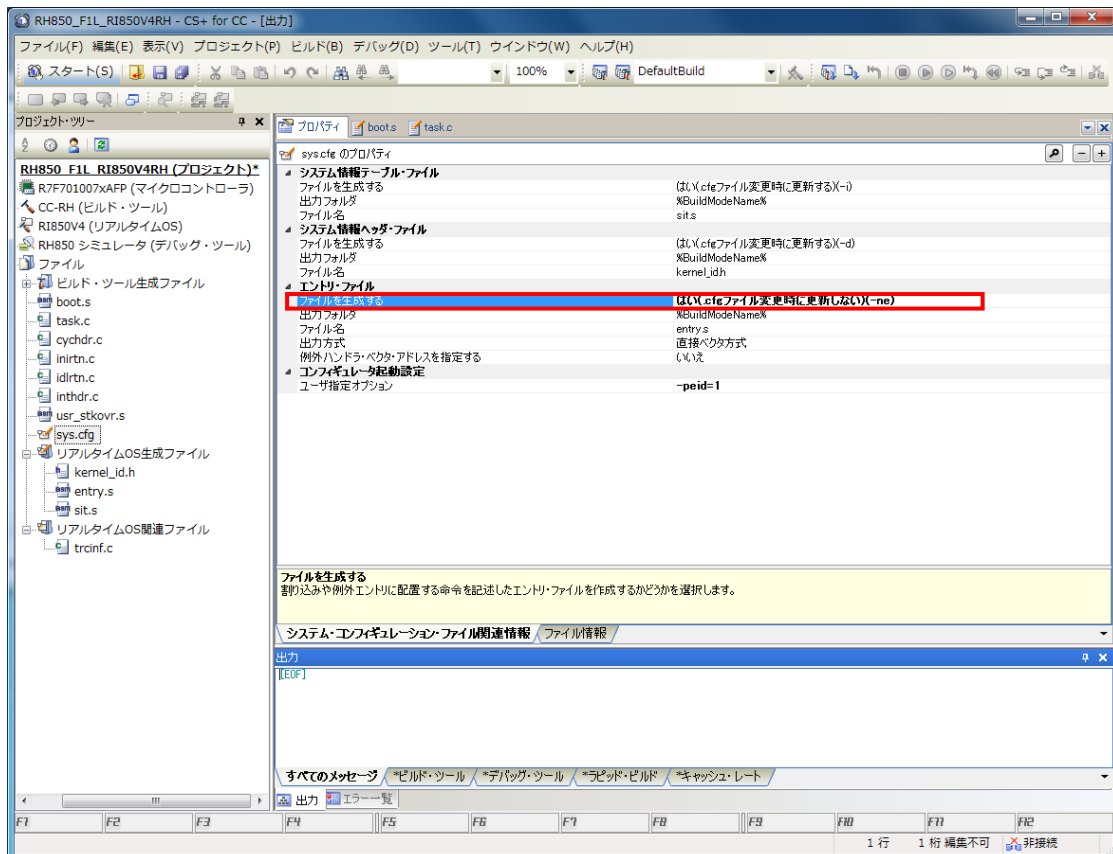 RH850_F1L_RI850V4RH - CS+ for CC - [出力]
ファイル(F) 編集(E) 表示(V) プロジェクト(P) ビルド(B) デバッグ(D) ツール(T) ウインドウ(W) ヘルプ(H)
スタート(S) 100% DefaultBuild
プロジェクト・ツリー
プロパティ boot.s task.c
RH850_F1L_RI850V4RH (プロジェクト)*
R7F701007xAFP (マイクロコントローラ)
CC-RH (ビルド・ツール)
RI850V4 (リアルタイムOS)
RH850 シミュレータ (デバッグ・ツール)
ファイル
ビルド・ツール生成ファイル
boot.s
task.c
cychdr.c
inirtn.c
idlrtn.c
inthdr.c
usr_stkovr.s
sys.cfg
リアルタイムOS生成ファイル
kernel_id.h
entry.s
sit.s
リアルタイムOS関連ファイル
trcinf.c
sys.cfg のプロパティ
システム情報テーブル・ファイル
ファイルを生成する はい(.cfgファイル変更時に更新する)(-i)
出力フォルダ %BuildModeName%
ファイル名 sit.s
システム情報ヘッダ・ファイル
ファイルを生成する はい(.cfgファイル変更時に更新する)(-d)
出力フォルダ %BuildModeName%
ファイル名 kernel_id.h
エントリ・ファイル
ファイルを生成する はい(.cfgファイル変更時に更新しない)(-ne)
出力フォルダ %BuildModeName%
ファイル名 entry.s
出力方式 直接ベクタ方式
例外ハンドラ・ベクタ・アドレスを指定する いいえ
コンフィギュレータ起動設定
ユーザ指定オプション -peid=1
ファイルを生成する
割り込みや例外エントリに配置する命令を記述したエントリ・ファイルを作成するかどうかを選択します。
システム・コンフィギュレーション・ファイル関連情報 ファイル情報
出力
[EOF]
すべてのメッセージ *ビルド・ツール *デバッグ・ツール *ラピッド・ビルド *キャッシュ・レート
出力 エラー一覧
F1 F2 F3 F4 F5 F6 F7 F8 F9 F10 F11 F12
1 行 1 桁 編集不可 非接続